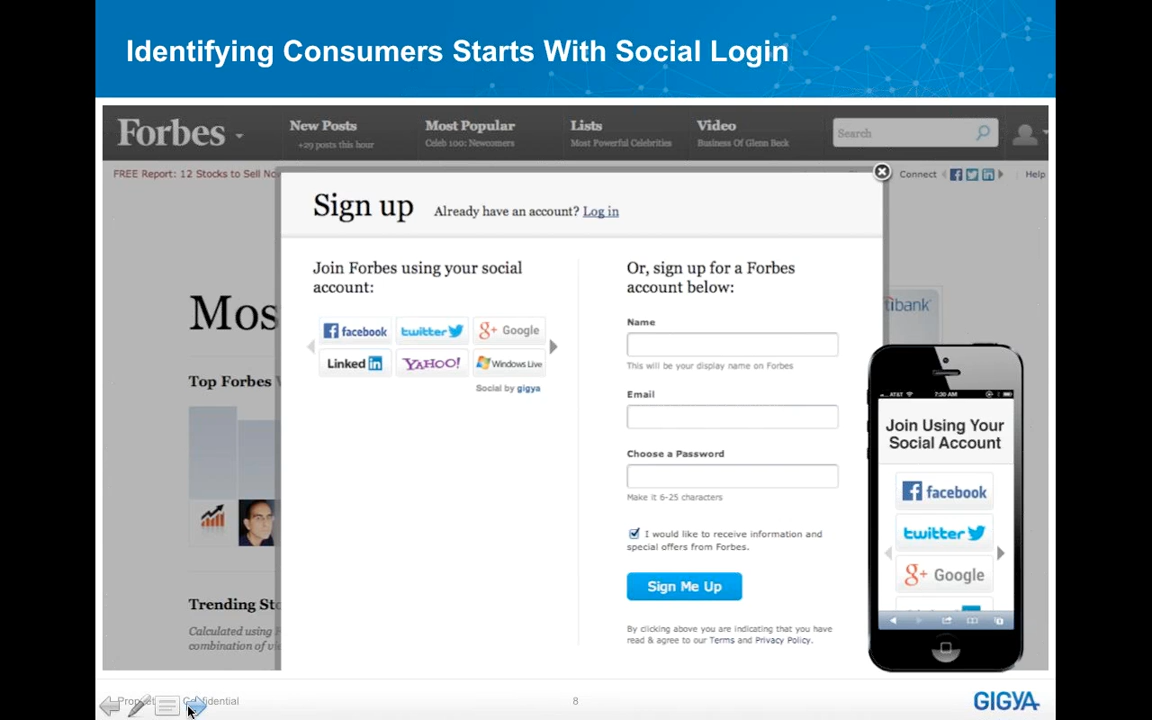 Identifying Consumers Starts With Social Login
Forbes
New Posts
+29 posts this hour
Most Popular
Celeb 100: Newcomers
Lists
Most Powerful Celebrities
Video
Business Of Glenn Beck
Search
FREE Report: 12 Stocks to Sell No
Connect
Help
Sign up
Already have an account? Log in
Join Forbes using your social
account:
facebook
twitter
g+ Google
Linked in
YAHOO!
Windows Live
Social by gigya
Or, sign up for a Forbes
account below:
Name
This will be your display name on Forbes
Email
Choose a Password
Make it 6-25 characters
I would like to receive information and
special offers from Forbes.
Sign Me Up
By clicking above you are indicating that you have
read & agree to our Terms and Privacy Policy.
Mos
Top Forbes
Trending Sto
Calculated using
combination of vi
tibank
AT&T
7:30 AM
Join Using Your
Social Account
facebook
twitter
g+ Google
8
GIGYA